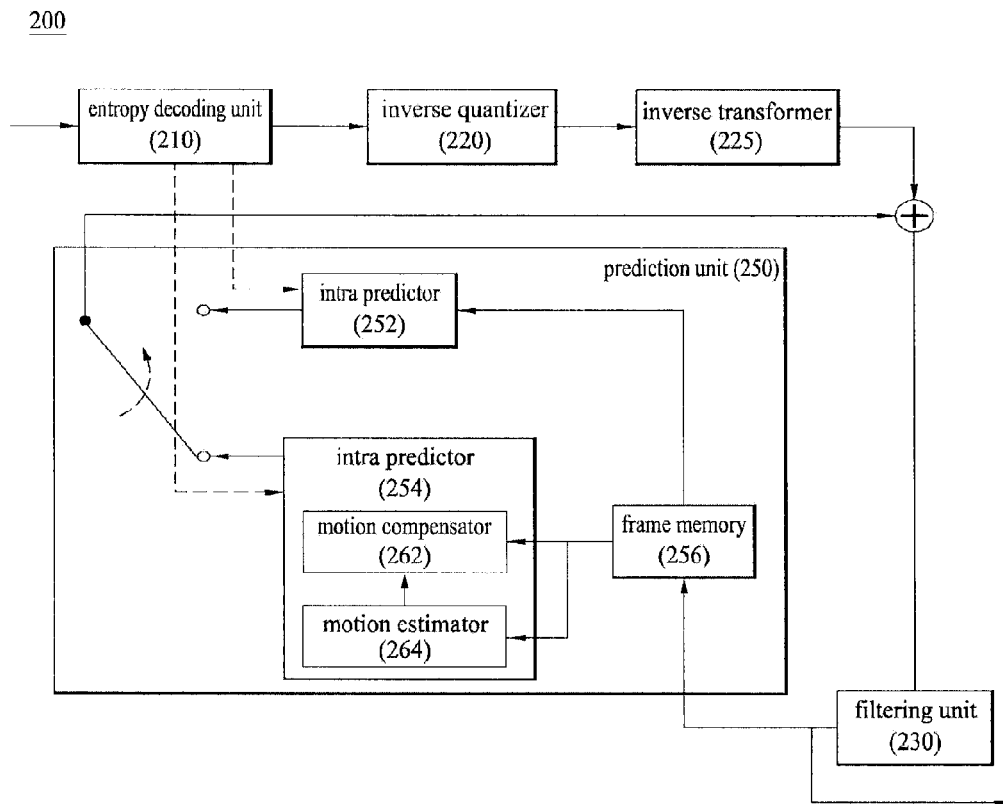 200
entropy decoding unit
(210)
inverse quantizer
(220)
inverse transformer
(225)
prediction unit (250)
intra predictor
(252)
intra predictor
(254)
motion compensator
(262)
motion estimator
(264)
frame memory
(256)
filtering unit
(230)